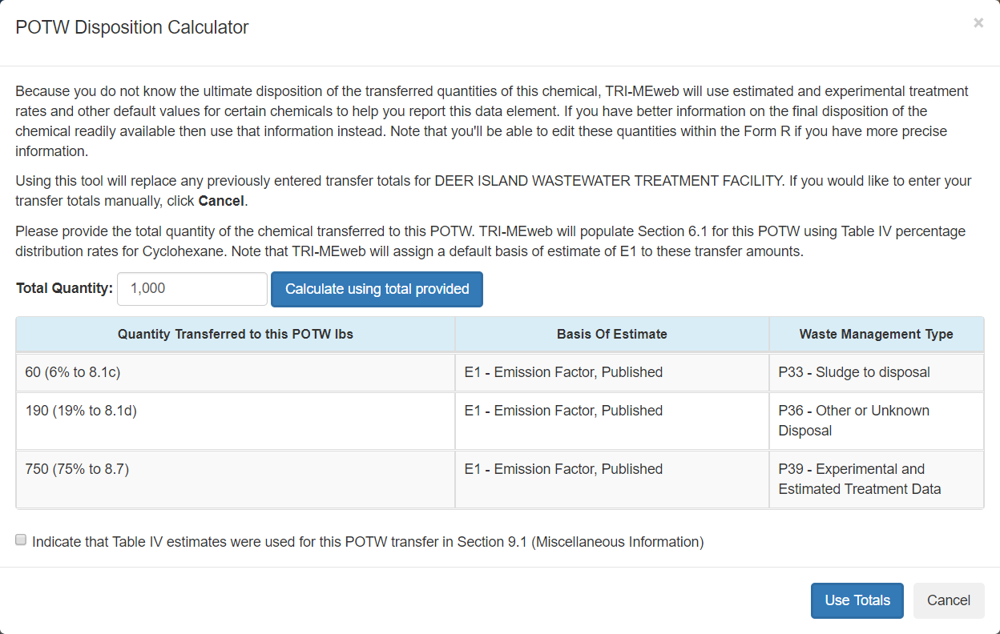 POTW Disposition Calculator
×
Because you do not know the ultimate disposition of the transferred quantities of this chemical, TRI-MEweb will use estimated and experimental treatment
rates and other default values for certain chemicals to help you report this data element. If you have better information on the final disposition of the
chemical readily available then use that information instead. Note that you'll be able to edit these quantities within the Form R if you have more precise
information.
Using this tool will replace any previously entered transfer totals for DEER ISLAND WASTEWATER TREATMENT FACILITY. If you would like to enter your
transfer totals manually, click Cancel.
Please provide the total quantity of the chemical transferred to this POTW. TRI-MEweb will populate Section 6.1 for this POTW using Table IV percentage
distribution rates for Cyclohexane. Note that TRI-MEweb will assign a default basis of estimate of E1 to these transfer amounts.
Total Quantity: 1,000 Calculate using total provided
Quantity Transferred to this POTW lbs Basis Of Estimate Waste Management Type
60 (6% to 8.1c) E1 - Emission Factor, Published P33 - Sludge to disposal
190 (19% to 8.1d) E1 - Emission Factor, Published P36 - Other or Unknown
Disposal
750 (75% to 8.7) E1 - Emission Factor, Published P39 - Experimental and
Estimated Treatment Data
Indicate that Table IV estimates were used for this POTW transfer in Section 9.1 (Miscellaneous Information)
Use Totals Cancel